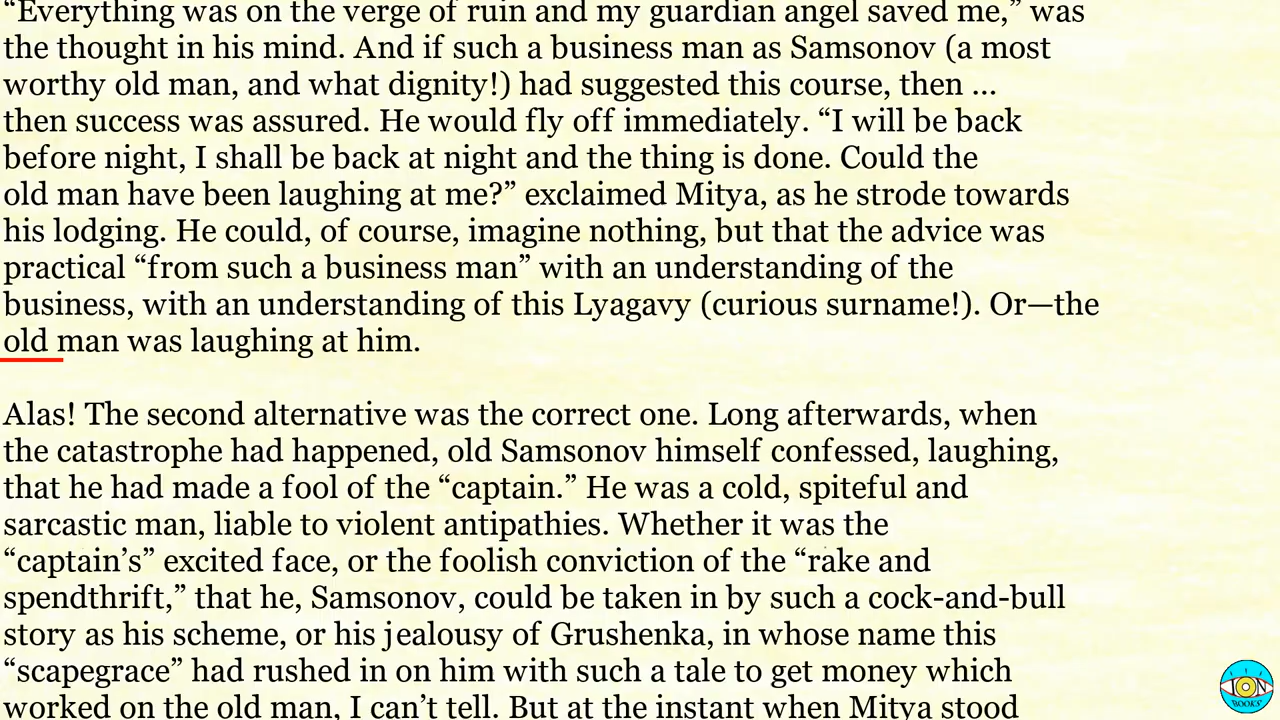 “Everything was on the verge of ruin and my guardian angel saved me,” was
the thought in his mind. And if such a business man as Samsonov (a most
worthy old man, and what dignity!) had suggested this course, then ...
then success was assured. He would fly off immediately. “I will be back
before night, I shall be back at night and the thing is done. Could the
old man have been laughing at me?” exclaimed Mitya, as he strode towards
his lodging. He could, of course, imagine nothing, but that the advice was
practical “from such a business man” with an understanding of the
business, with an understanding of this Lyagavy (curious surname!). Or—the
old man was laughing at him.
Alas! The second alternative was the correct one. Long afterwards, when
the catastrophe had happened, old Samsonov himself confessed, laughing,
that he had made a fool of the “captain.” He was a cold, spiteful and
sarcastic man, liable to violent antipathies. Whether it was the
“captain’s” excited face, or the foolish conviction of the “rake and
spendthrift,” that he, Samsonov, could be taken in by such a cock-and-bull
story as his scheme, or his jealousy of Grushenka, in whose name this
“scapegrace” had rushed in on him with such a tale to get money which
worked on the old man, I can’t tell. But at the instant when Mitya stood
ION
BOOKS